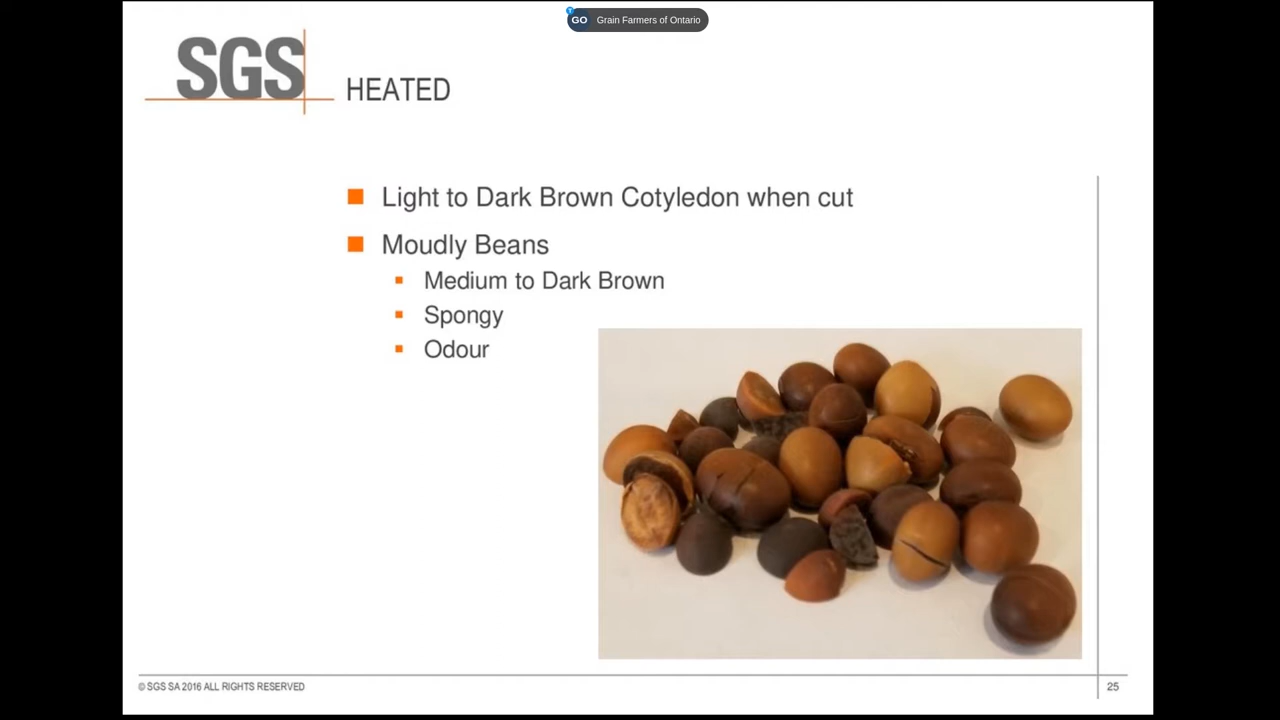 GO Grain Farmers of Ontario
SGS
HEATED
Light to Dark Brown Cotyledon when cut
Moudly Beans
Medium to Dark Brown
Spongy
Odour
© SGS SA 2016 ALL RIGHTS RESERVED
25